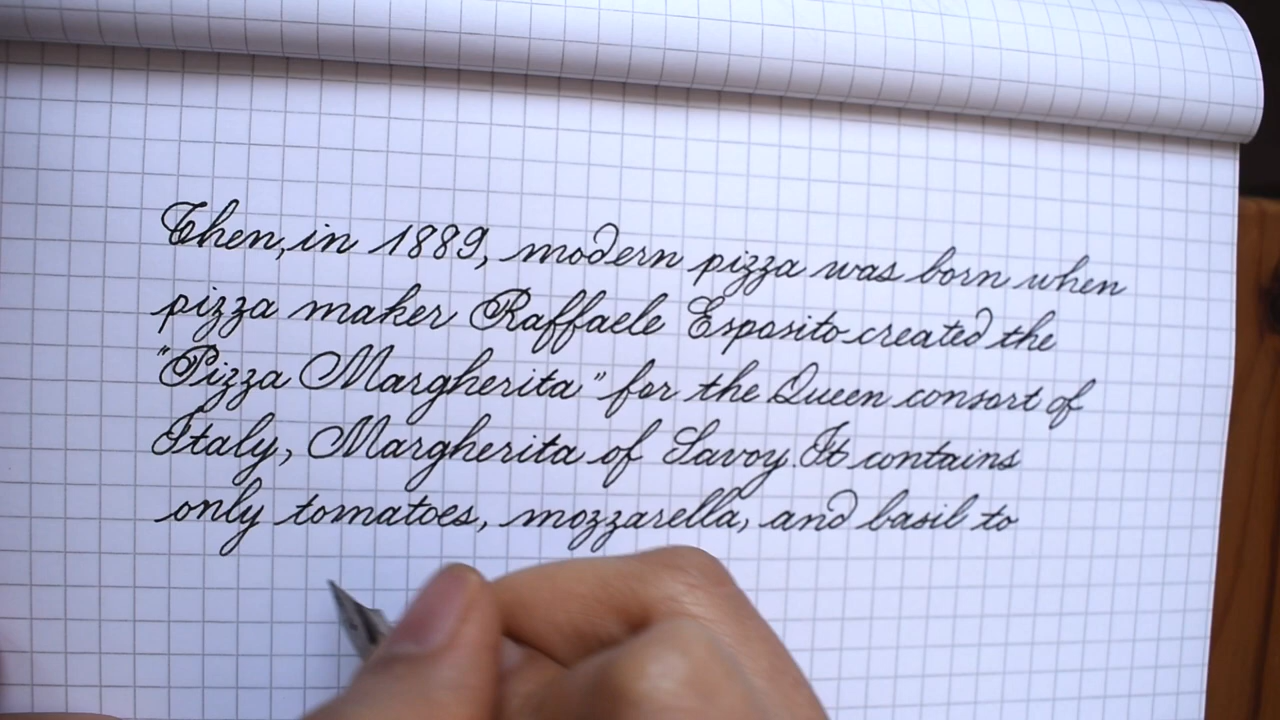 Then, in 1889, modern pizza was born when
pizza maker Raffaele Esposito created the
"Pizza Margherita" for the Queen consort of
Italy, Margherita of Savoy. It contains
only tomatoes, mozzarella, and basil to